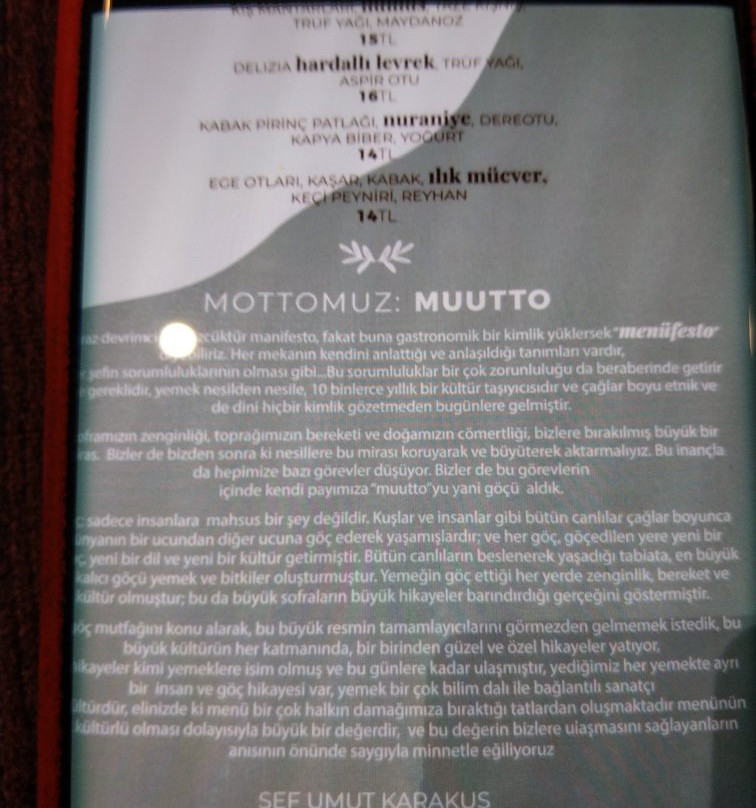 TRUF YAĞI, MAYDANOZ
15TL
DELIZIA hardallı levrek, TRUF YAĞI,
ASPIR OTU
16TL
KABAK PİRİNÇ PATLAĞI, nuraniye, DEREOTU,
KAPYA BİBER, YOĞURT
14TL
EGE OTLARI, KAŞAR, KABAK, ılık mücver,
KEÇİ PEYNİRİ, REYHAN
14TL
MOTTOMUZ: MUUTTO
manifesto, fakat buna gastronomik bir kimlik yüklersek "menüfesto"
Her mekanın kendini anlattığı ve anlaşıldığı tanımları vardır,
şefin sorumluluklarının olması gibi...Bu sorumluluklar bir çok zorunluluğu da beraberinde getirir
gereklidir, yemek nesilden nesile, 10 binlerce yıllık bir kültür taşıyıcısıdır ve çağlar boyu etnik ve
de dini hiçbir kimlik gözetmeden bugünlere gelmiştir.
zenginliği, toprağımızın bereketi ve doğamızın cömertliği, bizlere bırakılmış büyük bir
Bizler de bizden sonra ki nesillere bu mirası koruyarak ve büyüterek aktarmalıyız. Bu inançla
da hepimize bazı görevler düşüyor. Bizler de bu görevlerin
içinde kendi payımıza "muutto"yu yani göçü aldık.
sadece insanlara mahsus bir şey değildir. Kuşlar ve insanlar gibi bütün canlılar çağlar boyunca
bir ucundan diğer ucuna göç ederek yaşamışlardır; ve her göç, göçedilen yere yeni bir
yeni bir dil ve yeni bir kültür getirmiştir. Bütün canlıların beslenerek yaşadığı tabiata, en büyük
kalıcı göçü yemek ve bitkiler oluşturmuştur. Yemeğin göç ettiği her yerde zenginlik, bereket ve
kültür olmuştur; bu da büyük sofraların büyük hikayeler barındırdığı gerçeğini göstermiştir.
göç mutfağını konu alarak, bu büyük resmin tamamlayıcılarını görmezden gelmemek istedik, bu
büyük kültürün her katmanında, bir birinden güzel ve özel hikayeler yatıyor,
hikayeler kimi yemeklere isim olmuş ve bu günlere kadar ulaşmıştır, yediğimiz her yemekte ayrı
bir insan ve göç hikayesi var, yemek bir çok bilim dalı ile bağlantılı sanatçı
kültürdür, elinizde ki menü bir çok halkın damağımıza bıraktığı tatlardan oluşmaktadır menünün
kültürlü olması dolayısıyla büyük bir değerdir, ve bu değerin bizlere ulaşmasını sağlayanların
anısının önünde saygıyla minnetle eğiliyoruz
ŞEF UMUT KARAKUŞ